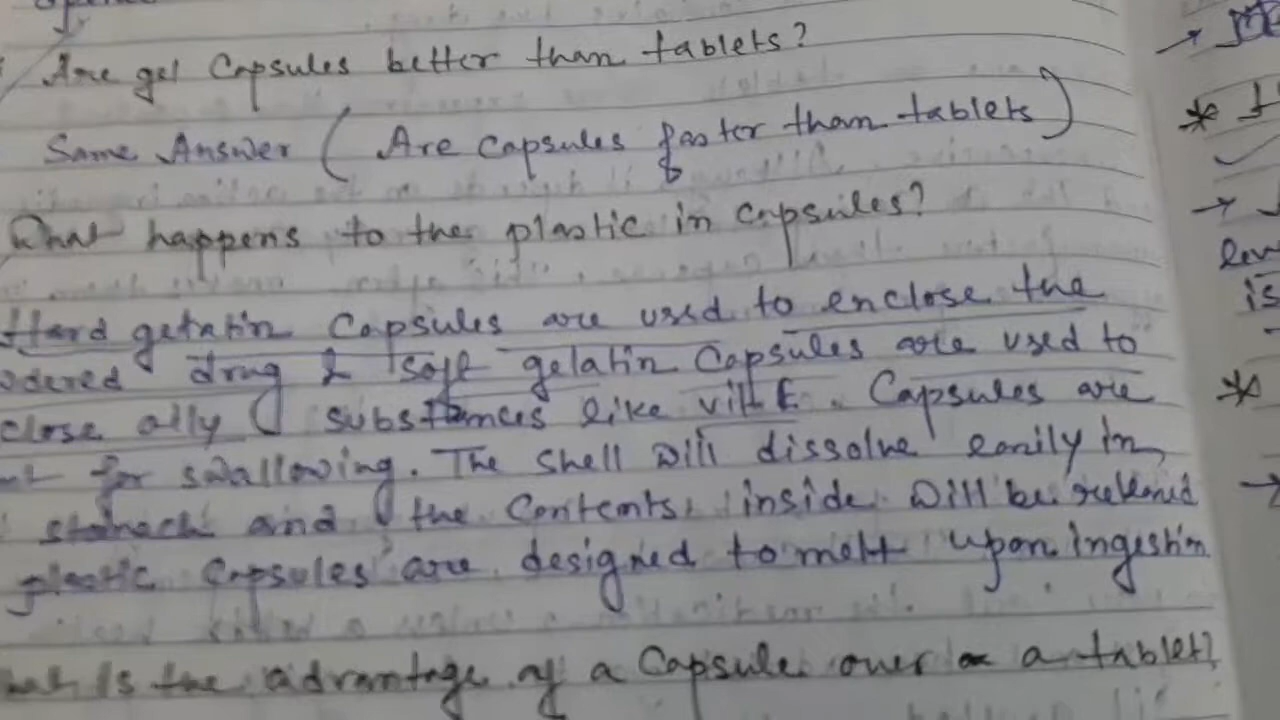 Are gel Capsules better than tablets?
Same Answer ( Are capsules faster than tablets )
What happens to the plastic in capsules?
Hard gelatin Capsules are used to enclose the
drug & soft gelatin Capsules are used to
close oily substances like vit E. Capsules are
for swallowing. The shell will dissolve easily in
stomach and the contents inside will be released
plastic capsules are designed to melt upon ingestion
Is the advantage of a Capsule over a tablet?
is